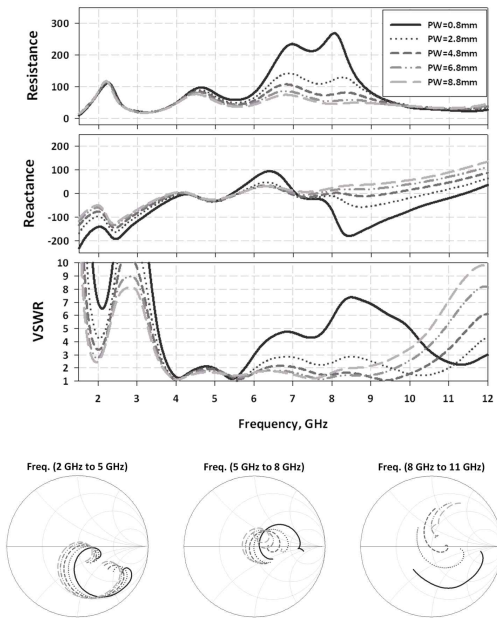 Resistance
300
200
100
0
PW=0.8mm
PW=2.8mm
PW=4.8mm
PW=6.8mm
PW=8.8mm
Reactance
200
100
0
-100
-200
VSWR
10
9
8
7
6
5
4
3
2
1
2 3 4 5 6 7 8 9 10 11 12
Frequency, GHz
Freq. (2 GHz to 5 GHz)
Freq. (5 GHz to 8 GHz)
Freq. (8 GHz to 11 GHz)